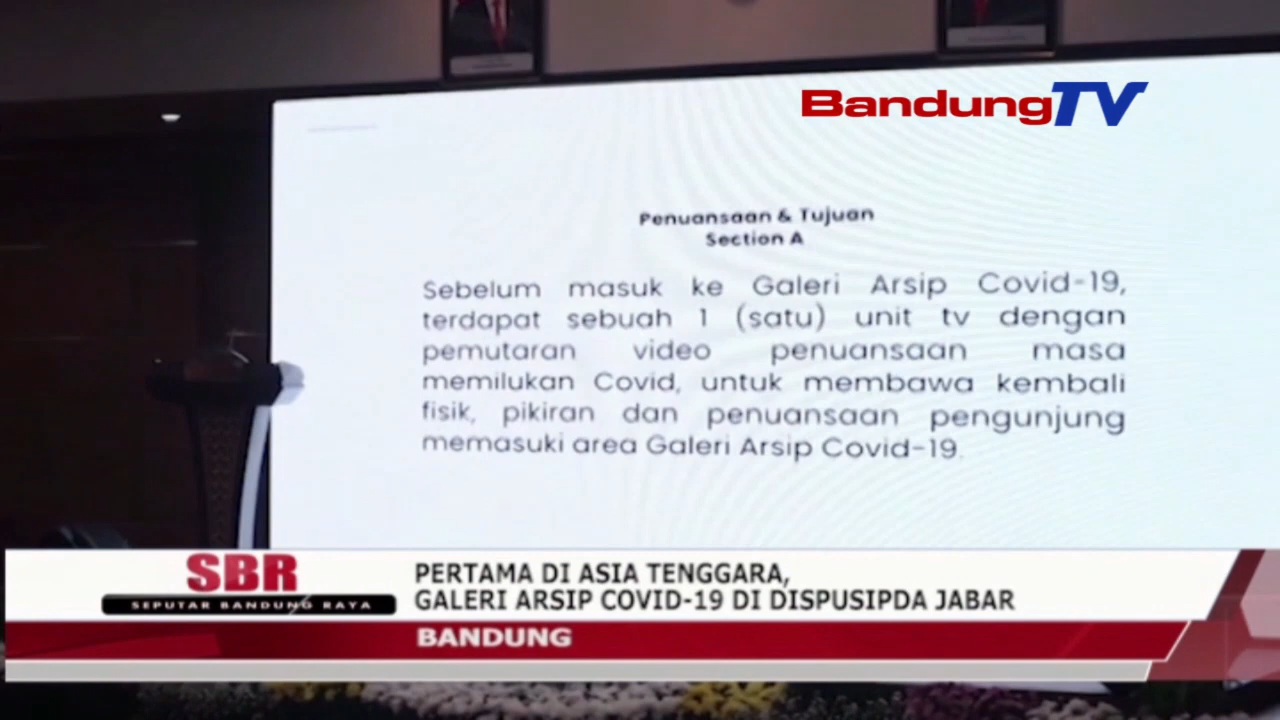 BandungTV
Penuansaan & Tujuan
Section A
Sebelum masuk ke Galeri Arsip Covid-19,
terdapat sebuah 1 (satu) unit tv dengan
pemutaran video penuansaan masa
memilukan Covid, untuk membawa kembali
fisik, pikiran dan penuansaan pengunjung
memasuki area Galeri Arsip Covid-19.
SBR
SEPUTAR BANDUNG RAYA
PERTAMA DI ASIA TENGGARA,
GALERI ARSIP COVID-19 DI DISPUSIPDA JABAR
BANDUNG